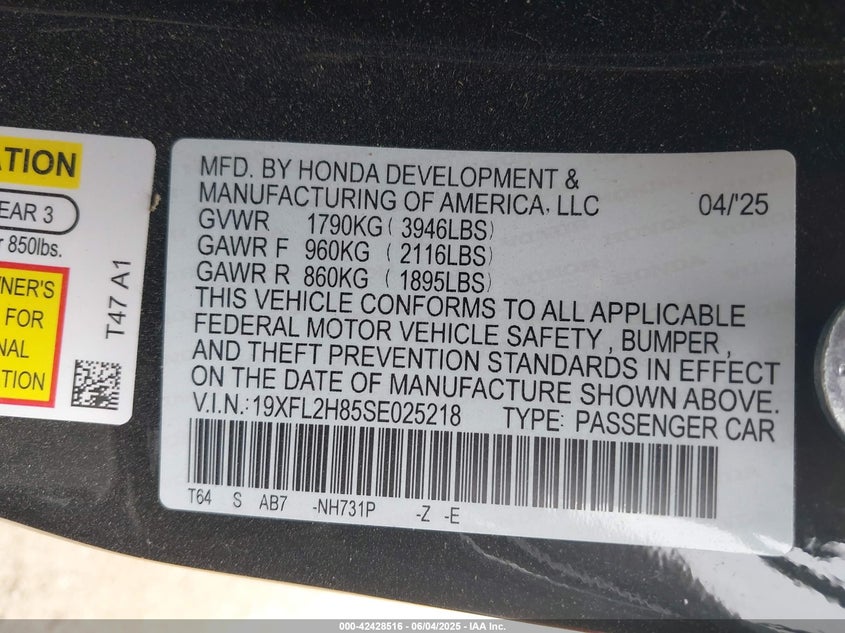 ATION
EAR 3
850lbs.
NER'S
FOR
NAL
TION
T47 A1
MFD. BY HONDA DEVELOPMENT &
MANUFACTURING OF AMERICA, LLC 04/'25
GVWR 1790KG ( 3946LBS)
GAWR F 960KG ( 2116LBS)
GAWR R 860KG ( 1895LBS)
THIS VEHICLE CONFORMS TO ALL APPLICABLE
FEDERAL MOTOR VEHICLE SAFETY , BUMPER ,
AND THEFT PREVENTION STANDARDS IN EFFECT
ON THE DATE OF MANUFACTURE SHOWN ABOVE.
V.I.N.: 19XFL2H85SE025218 TYPE: PASSENGER CAR
T64 S AB7 -NH731P -Z -E
000-42428516 - 06/04/2025 - IAA Inc.